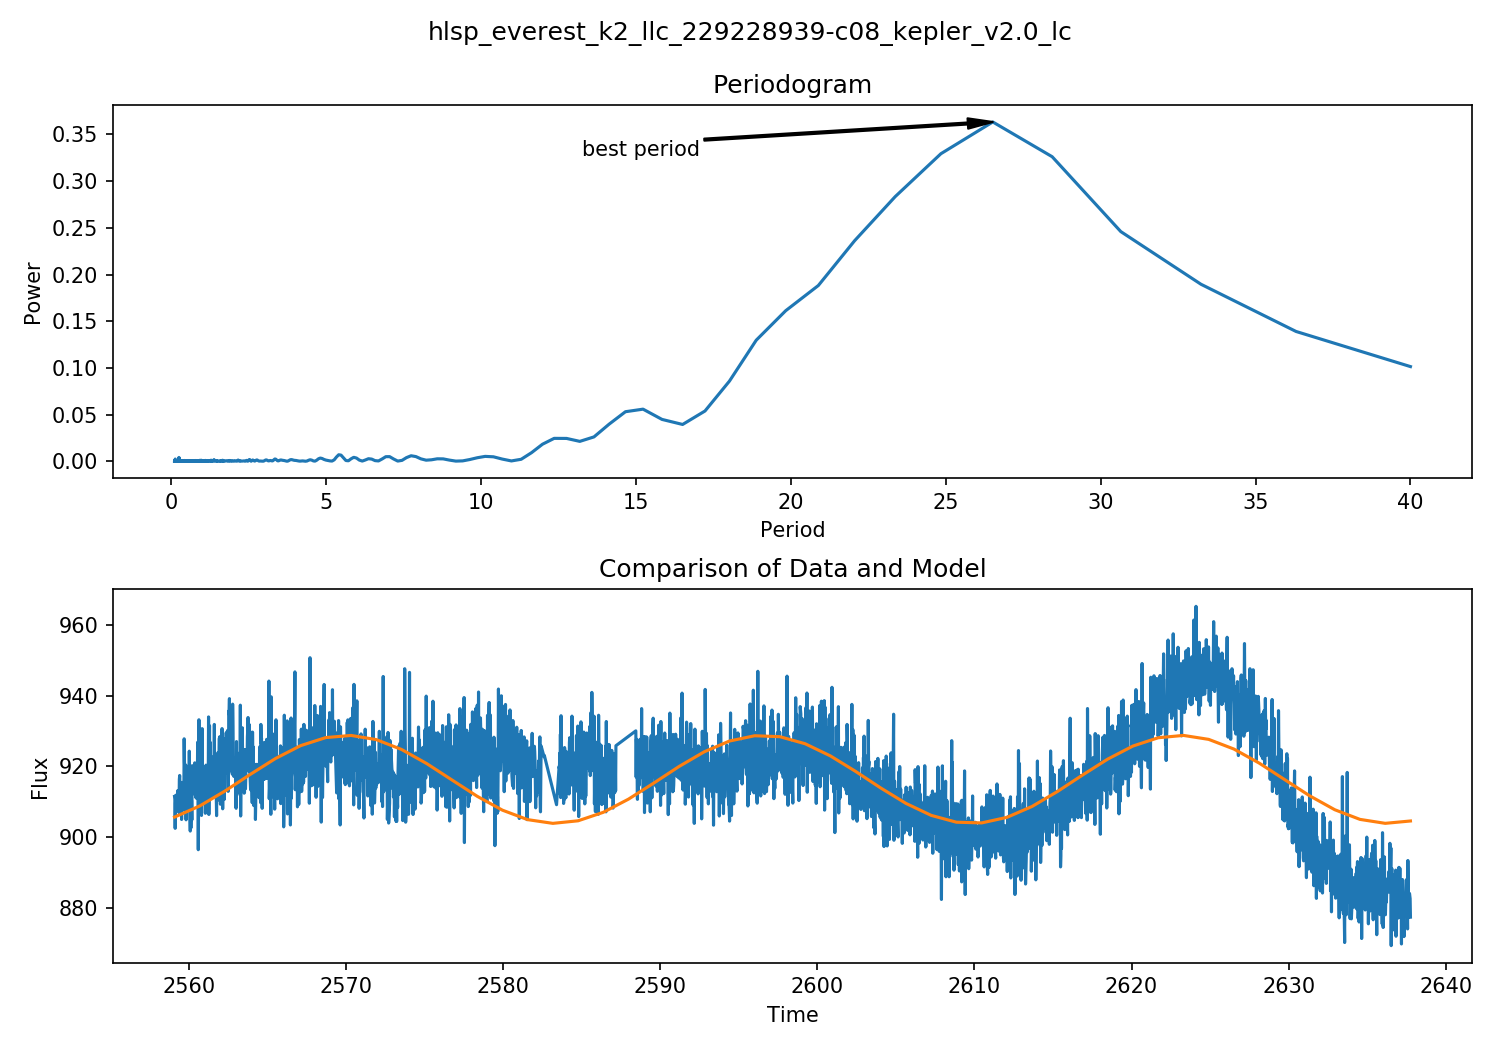 hlsp_everest_k2_llc_229228939-c08_kepler_v2.0_lc
Periodogram
best period
Power
0.35
0.30
0.25
0.20
0.15
0.10
0.05
0.00
0 5 10 15 20 25 30 35 40
Period
Comparison of Data and Model
Flux
960
940
920
900
880
2560 2570 2580 2590 2600 2610 2620 2630 2640
Time